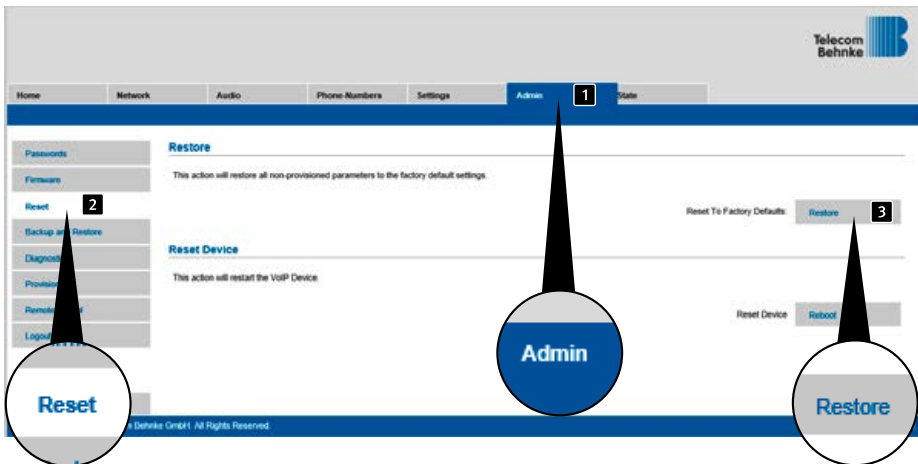 Telecom
Behnke
Home Network Audio Phone-Numbers Settings Admin 1 State
Passwords
Firmware
Reset 2
Backup and Restore
Restore
This action will restore all non-provisioned parameters to the factory default settings.
Reset To Factory Defaults: Restore 3
Reset Device
This action will restart the VoIP Device.
Reset Device Reboot
Admin
Reset
Restore
Behnke GmbH. All Rights Reserved.